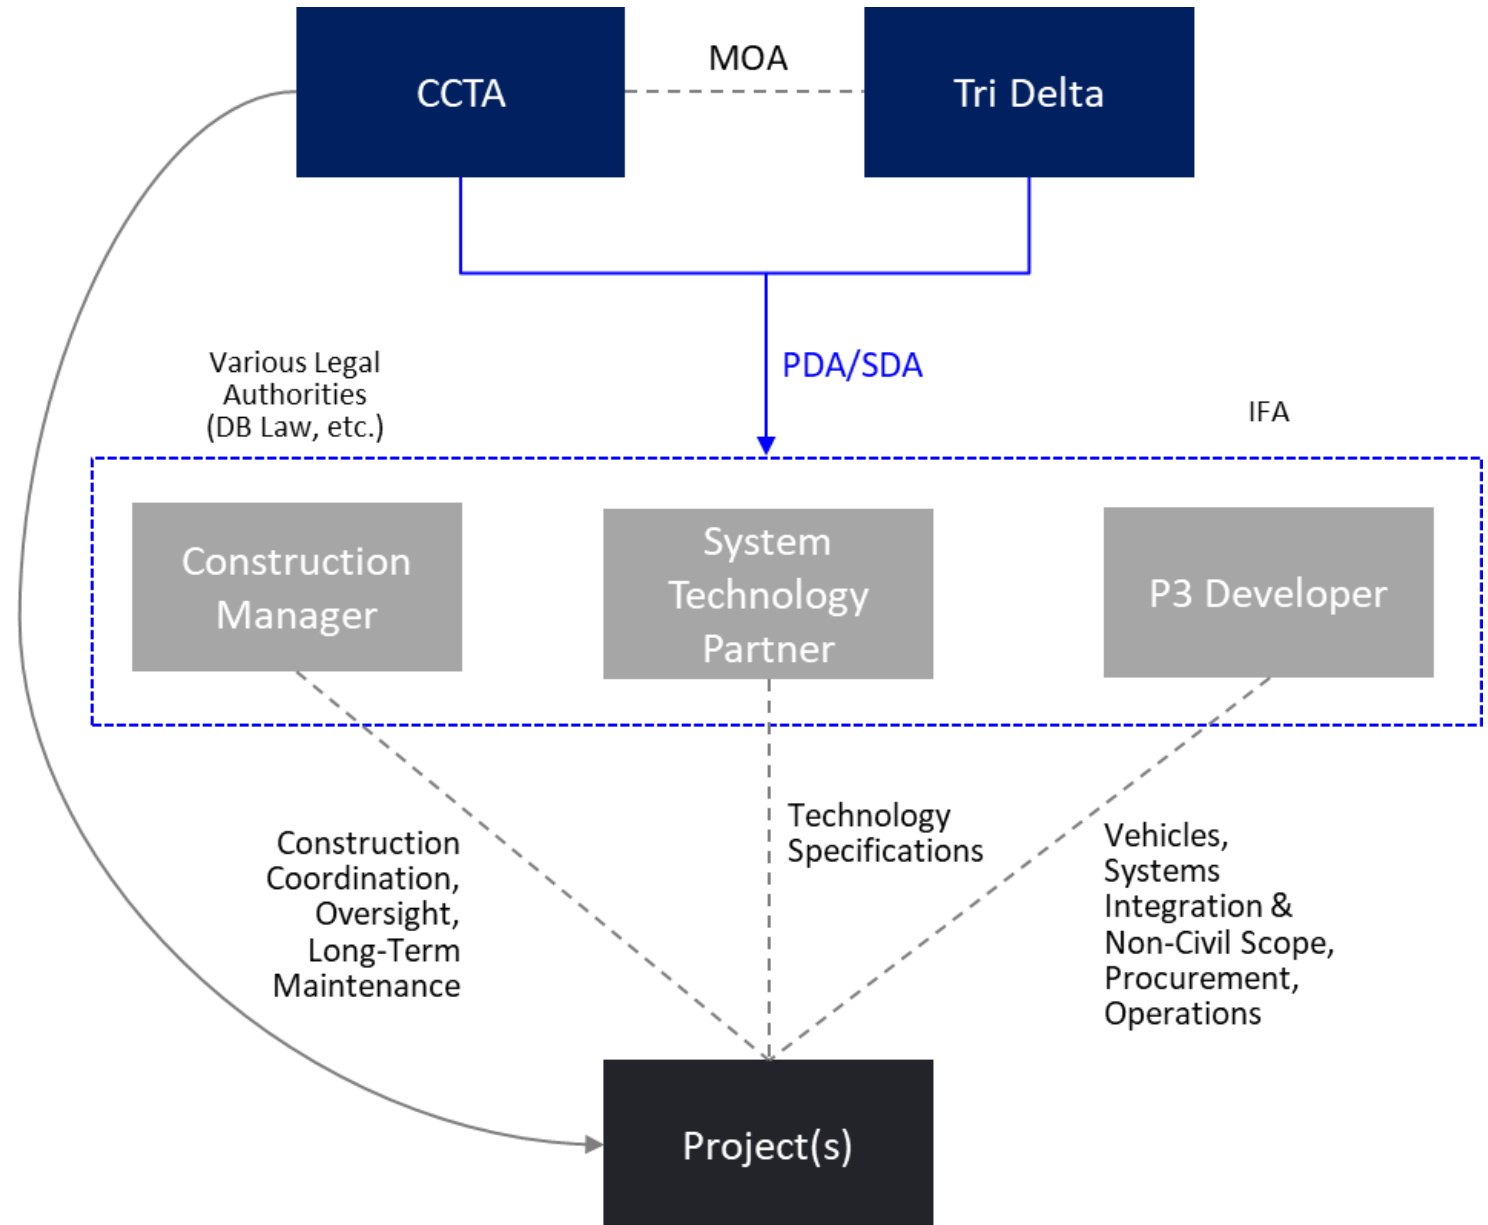 CCTA
MOA
Tri Delta
PDA/SDA
Various Legal
Authorities
(DB Law, etc.)
IFA
Construction
Manager
System
Technology
Partner
P3 Developer
Construction
Coordination,
Oversight,
Long-Term
Maintenance
Technology
Specifications
Vehicles,
Systems
Integration &
Non-Civil Scope,
Procurement,
Operations
Project(s)